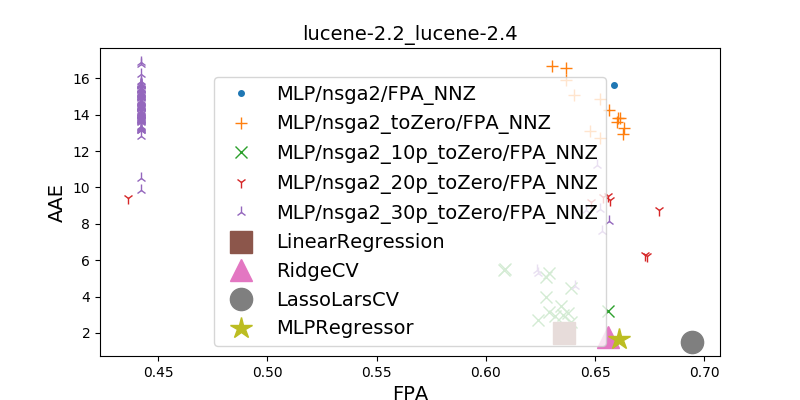 lucene-2.2_lucene-2.4
AAE
16
14
12
10
8
6
4
2
MLP/nsga2/FPA_NNZ
MLP/nsga2_toZero/FPA_NNZ
MLP/nsga2_10p_toZero/FPA_NNZ
MLP/nsga2_20p_toZero/FPA_NNZ
MLP/nsga2_30p_toZero/FPA_NNZ
LinearRegression
RidgeCV
LassoLarsCV
MLPRegressor
0.45 0.50 0.55 0.60 0.65 0.70
FPA